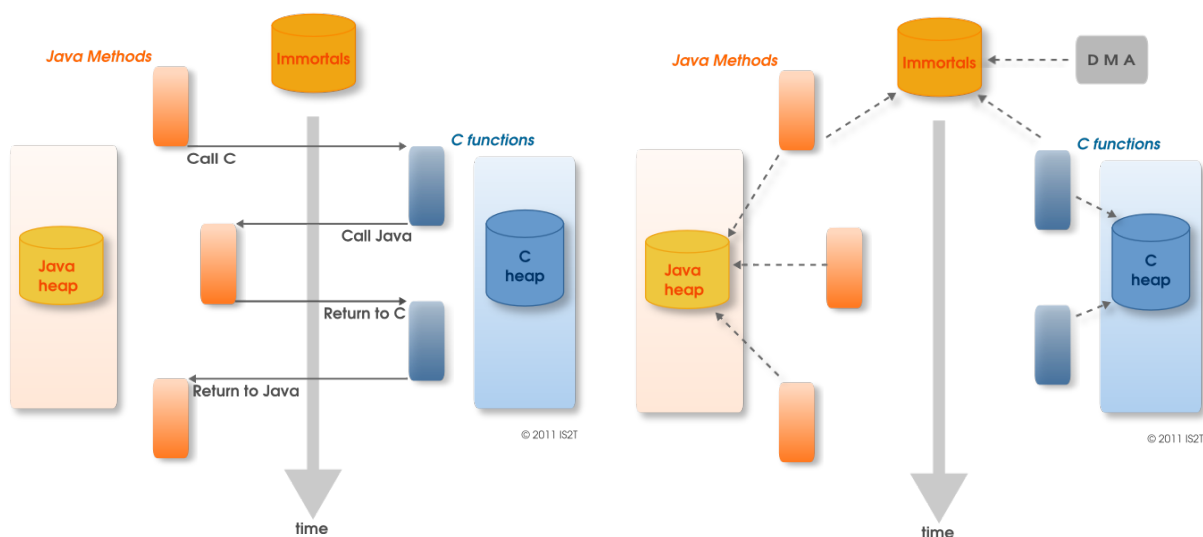 Immortals
Java Methods
Call C
C functions
Call Java
Java
heap
C
heap
Return to C
Return to Java
© 2011 IS2T
time
Immortals
D M A
Java Methods
C functions
Java
heap
C
heap
© 2011 IS2T
time